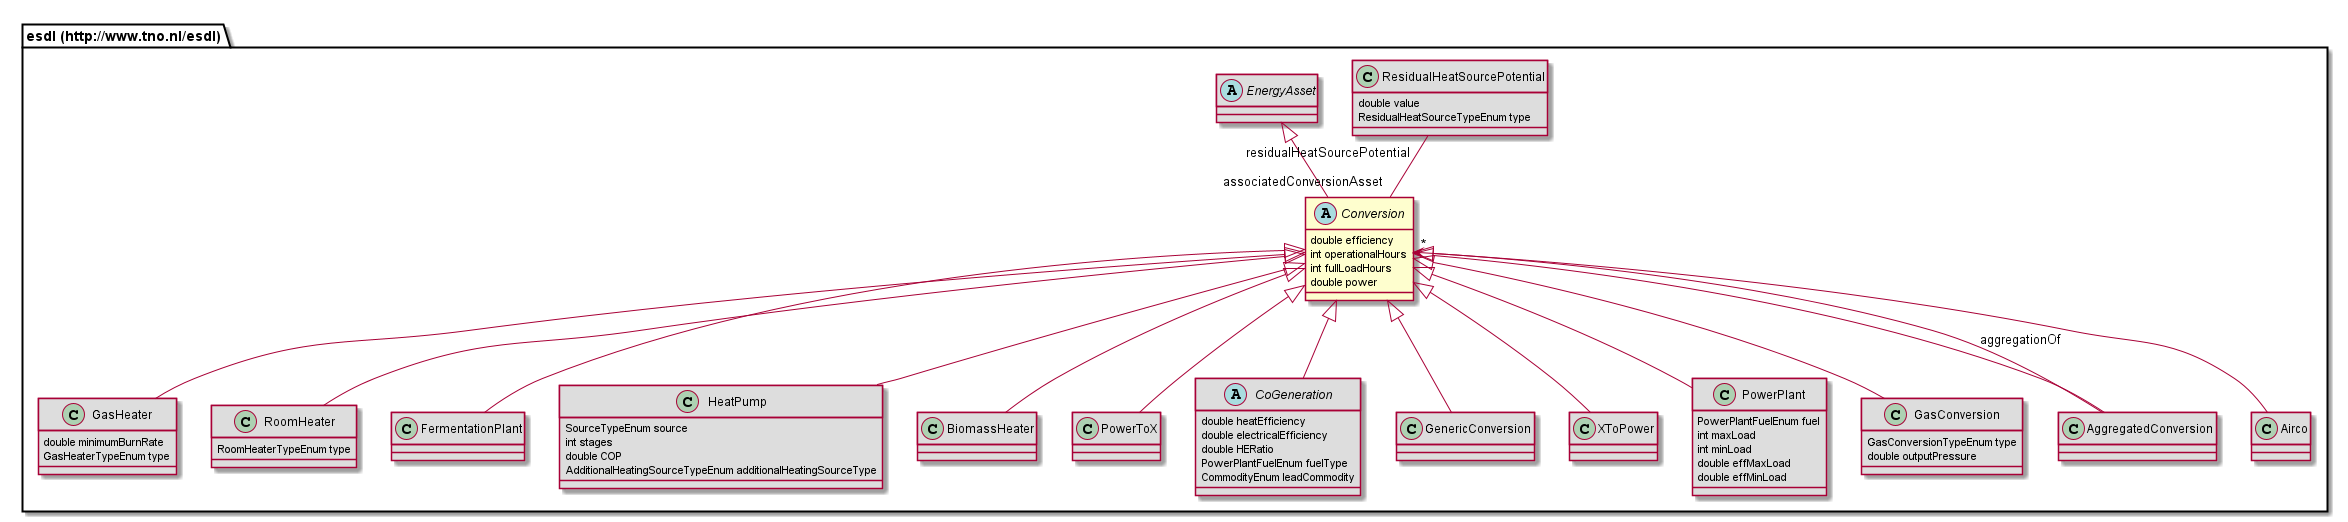 esdl (http://www.tno.nl/esdl)
A EnergyAsset
C ResidualHeatSourcePotential
double value
ResidualHeatSourceTypeEnum type
residualHeatSourcePotential
associatedConversionAsset
A Conversion
double efficiency
int operationalHours
int fullLoadHours
double power
*
aggregationOf
C GasHeater
double minimumBurnRate
GasHeaterTypeEnum type
C RoomHeater
RoomHeaterTypeEnum type
C FermentationPlant
C HeatPump
SourceTypeEnum source
int stages
double COP
AdditionalHeatingSourceTypeEnum additionalHeatingSourceType
C BiomassHeater
C PowerToX
A CoGeneration
double heatEfficiency
double electricalEfficiency
double HERatio
PowerPlantFuelEnum fuelType
CommodityEnum leadCommodity
C GenericConversion
C XToPower
C PowerPlant
PowerPlantFuelEnum fuel
int maxLoad
int minLoad
double effMaxLoad
double effMinLoad
C GasConversion
GasConversionTypeEnum type
double outputPressure
C AggregatedConversion
C Airco